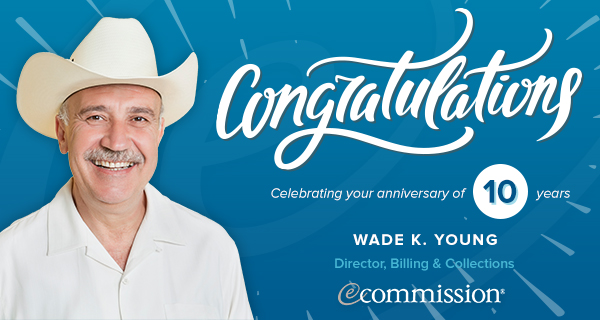 Congratulations
Celebrating your anniversary of 10 years
WADE K. YOUNG
Director, Billing & Collections
ecommission®